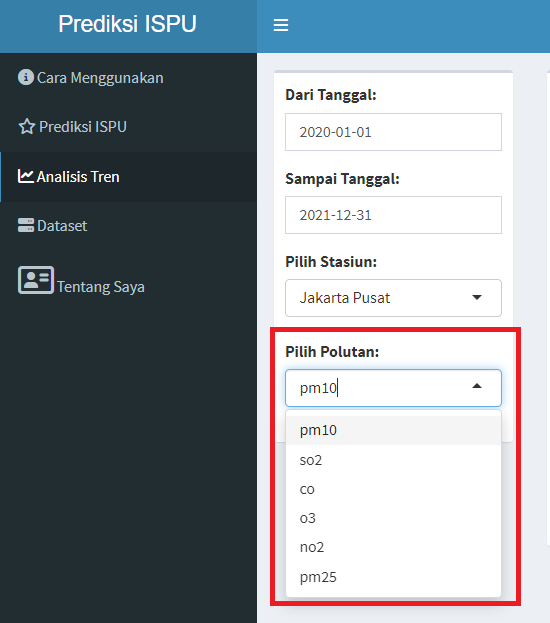 Prediksi ISPU
Cara Menggunakan
Prediksi ISPU
Analisis Tren
Dataset
Tentang Saya
Dari Tanggal:
2020-01-01
Sampai Tanggal:
2021-12-31
Pilih Stasiun:
Jakarta Pusat
Pilih Polutan:
pm10
pm10
so2
co
o3
no2
pm25